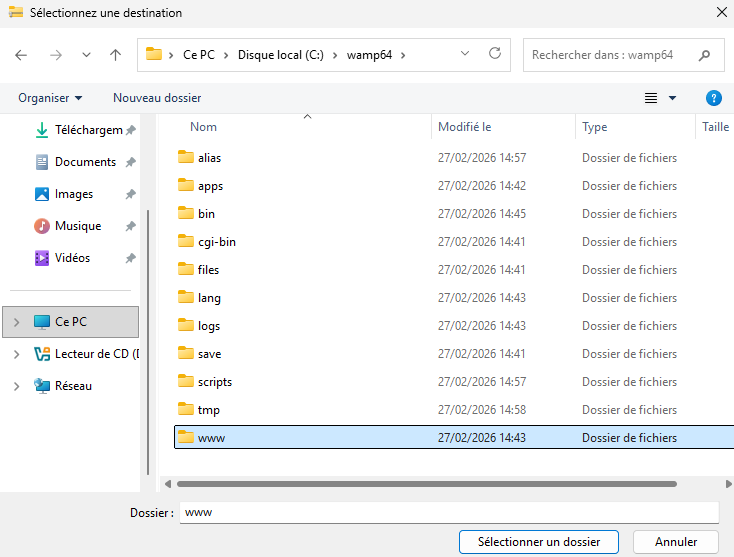 Sélectionnez une destination
Ce PC > Disque local (C:) > wamp64 >
Rechercher dans : wamp64
Organiser
Nouveau dossier
?
Nom Modifié le Type Taille
Téléchargem
Documents
Images
Musique
Vidéos
Ce PC
Lecteur de CD (D
Réseau
alias 27/02/2026 14:57 Dossier de fichiers
apps 27/02/2026 14:42 Dossier de fichiers
bin 27/02/2026 14:45 Dossier de fichiers
cgi-bin 27/02/2026 14:41 Dossier de fichiers
files 27/02/2026 14:41 Dossier de fichiers
lang 27/02/2026 14:43 Dossier de fichiers
logs 27/02/2026 14:43 Dossier de fichiers
save 27/02/2026 14:41 Dossier de fichiers
scripts 27/02/2026 14:57 Dossier de fichiers
tmp 27/02/2026 14:58 Dossier de fichiers
www 27/02/2026 14:43 Dossier de fichiers
Dossier : www
Sélectionner un dossier
Annuler